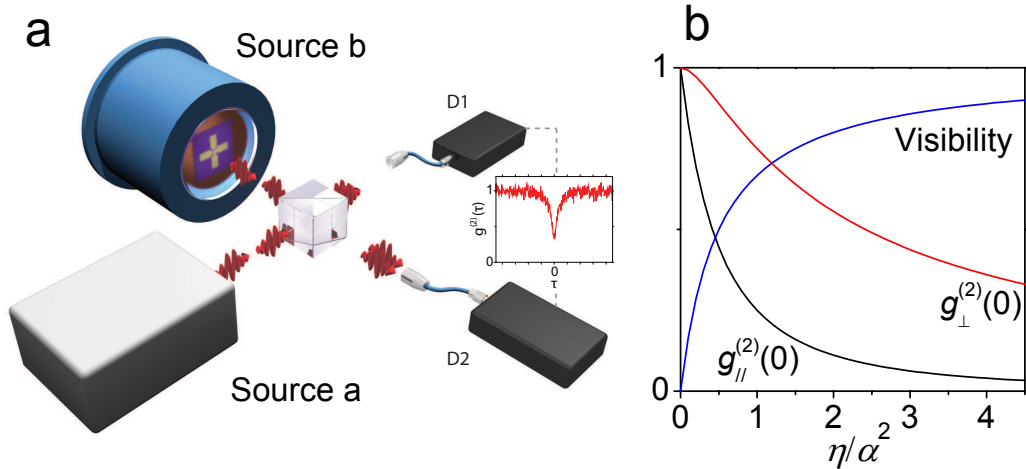 a
Source b
D1
1
g⁽²⁾(τ)
0
0
τ
D2
Source a
b
1
Visibility
g⊥⁽²⁾(0)
g//⁽²⁾(0)
0
0 1 2 3 4
η/α²